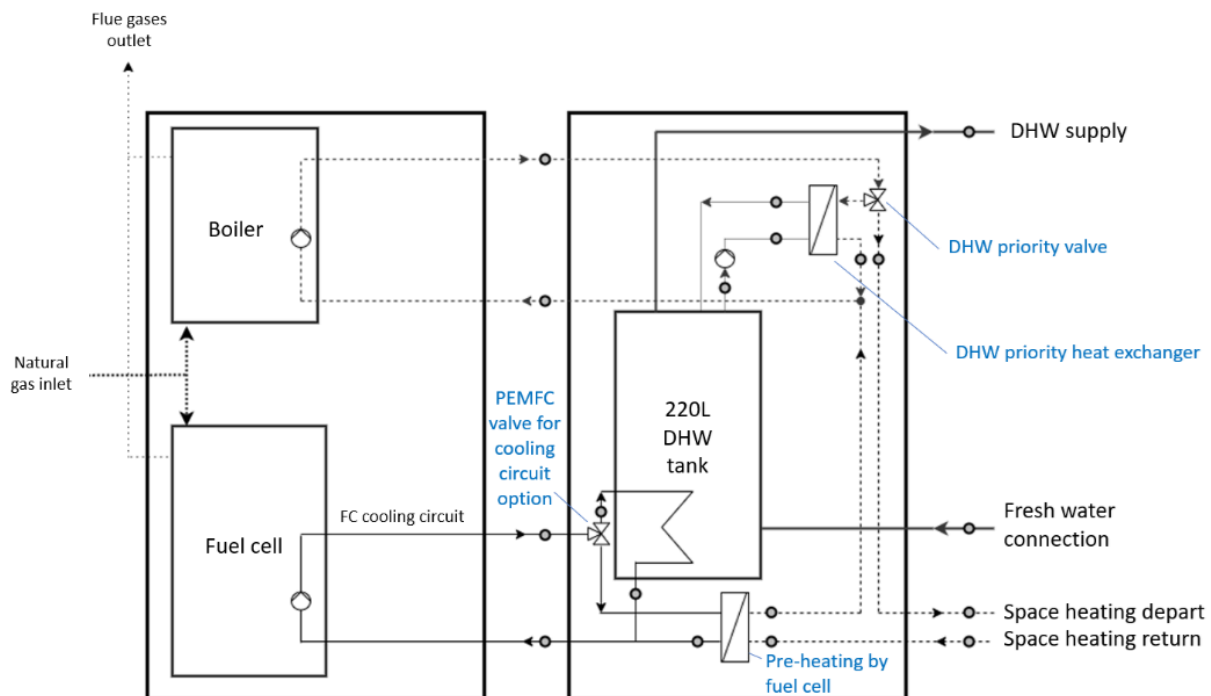 Flue gases
outlet
DHW supply
Boiler
DHW priority valve
DHW priority heat exchanger
Natural
gas inlet
PEMFC
valve for
cooling
circuit
option
220L
DHW
tank
FC cooling circuit
Fuel cell
Fresh water
connection
Space heating depart
Space heating return
Pre-heating by
fuel cell